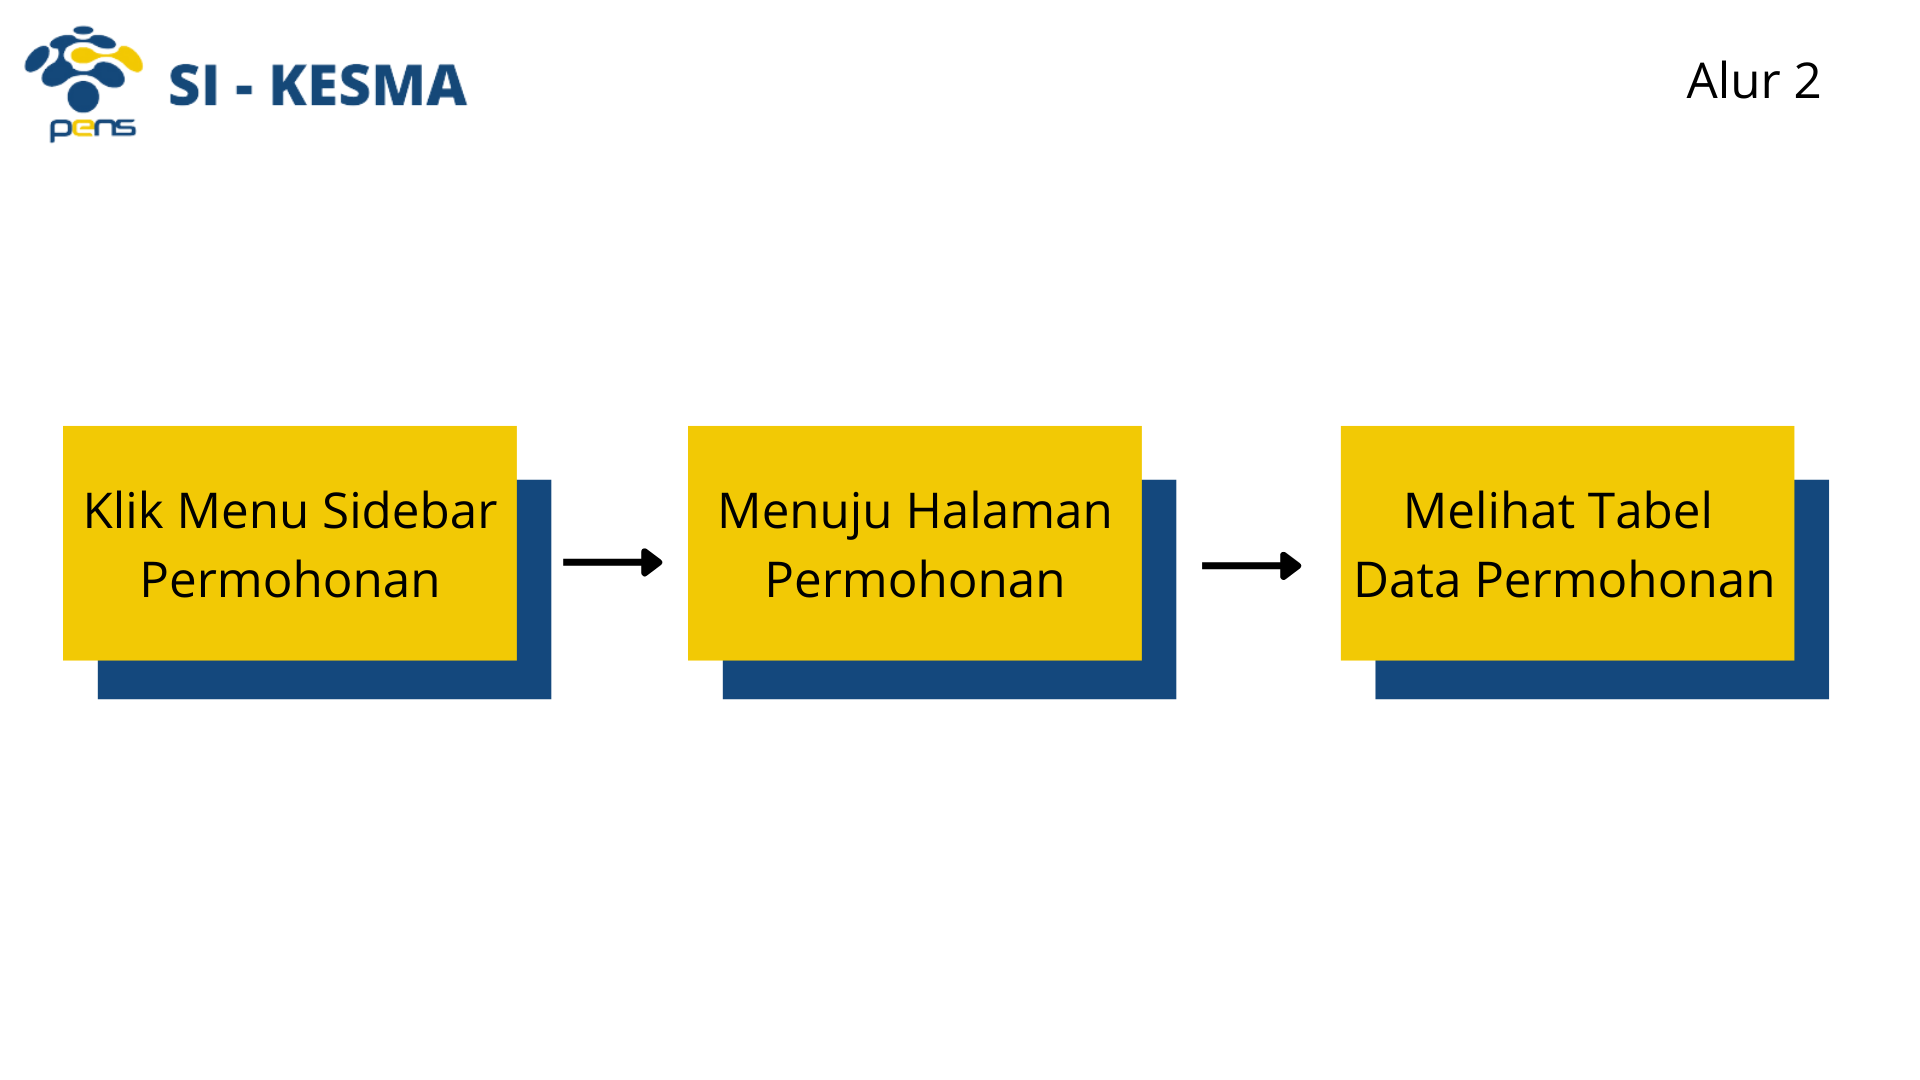 pens
SI - KESMA
Alur 2
Klik Menu Sidebar
Permohonan
Menuju Halaman
Permohonan
Melihat Tabel
Data Permohonan